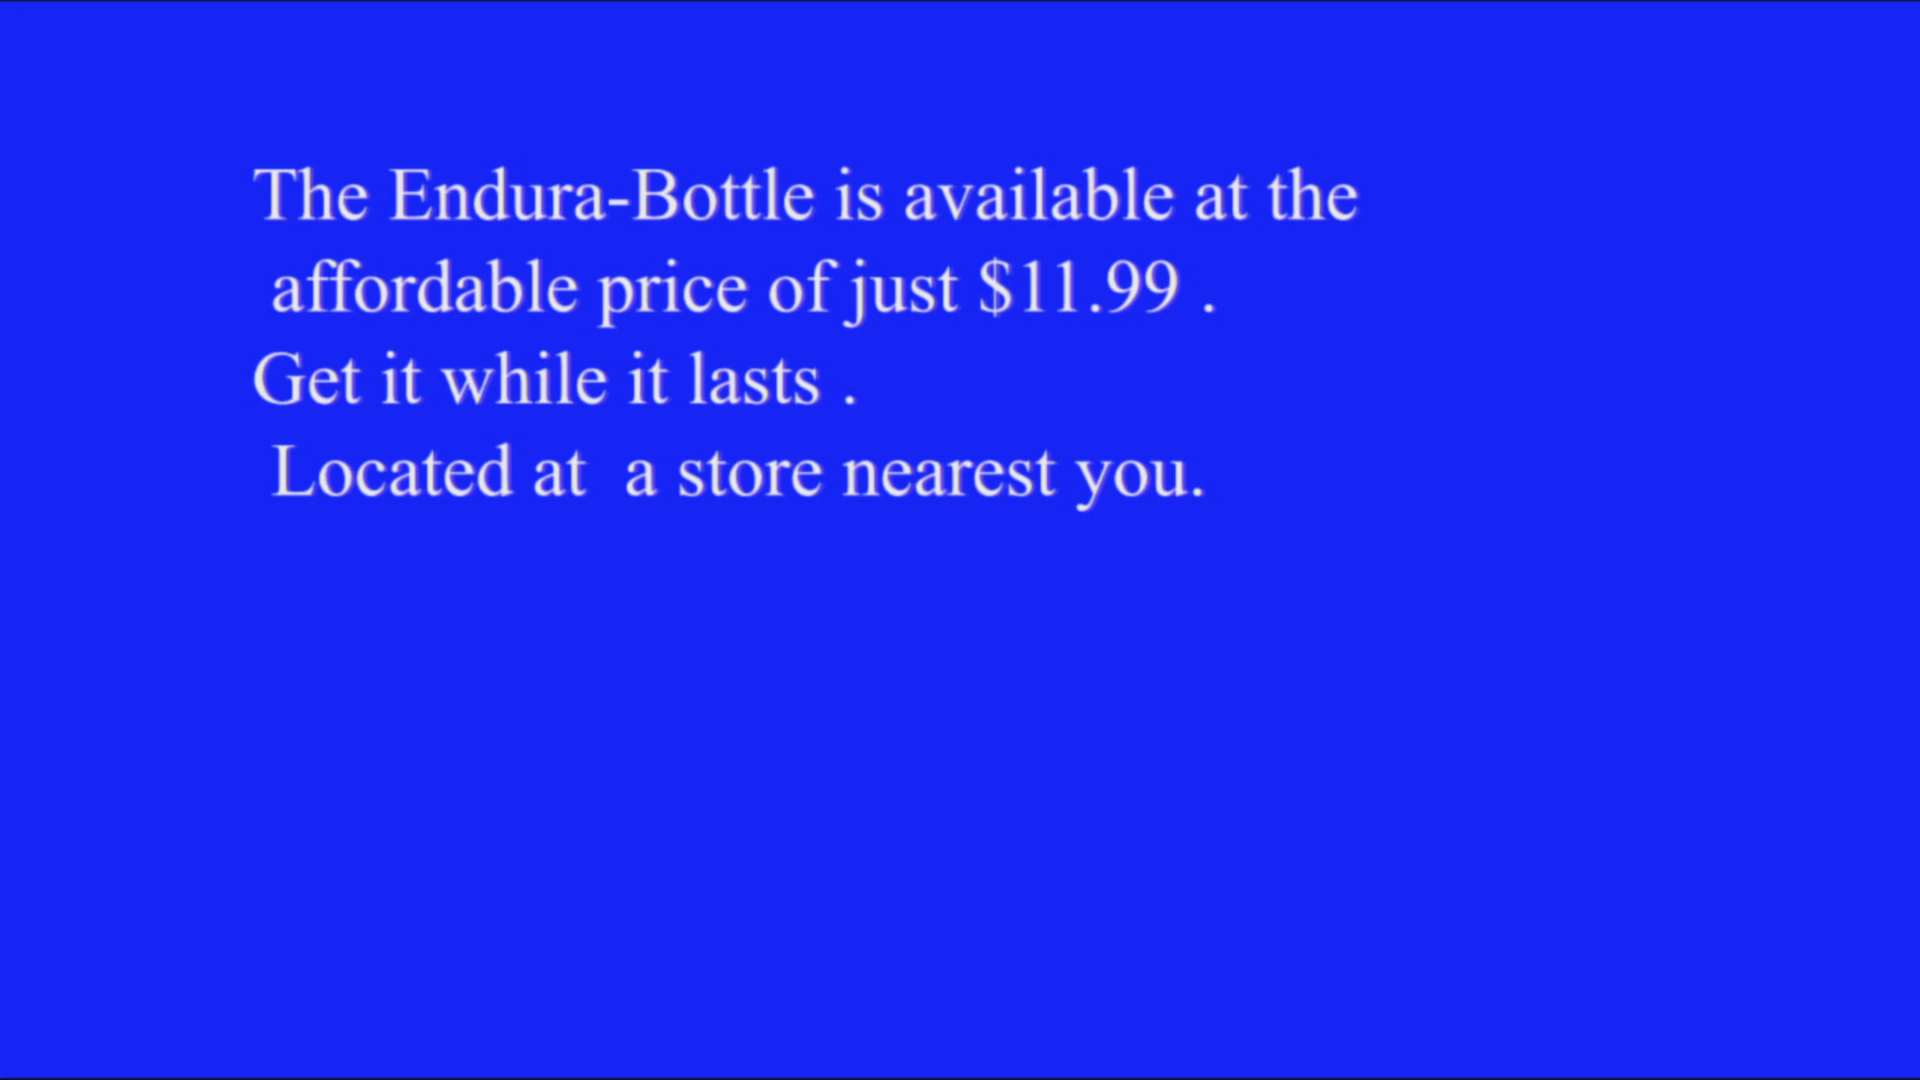 The Endura-Bottle is available at the
affordable price of just $11.99 .
Get it while it lasts .
Located at  a store nearest you.